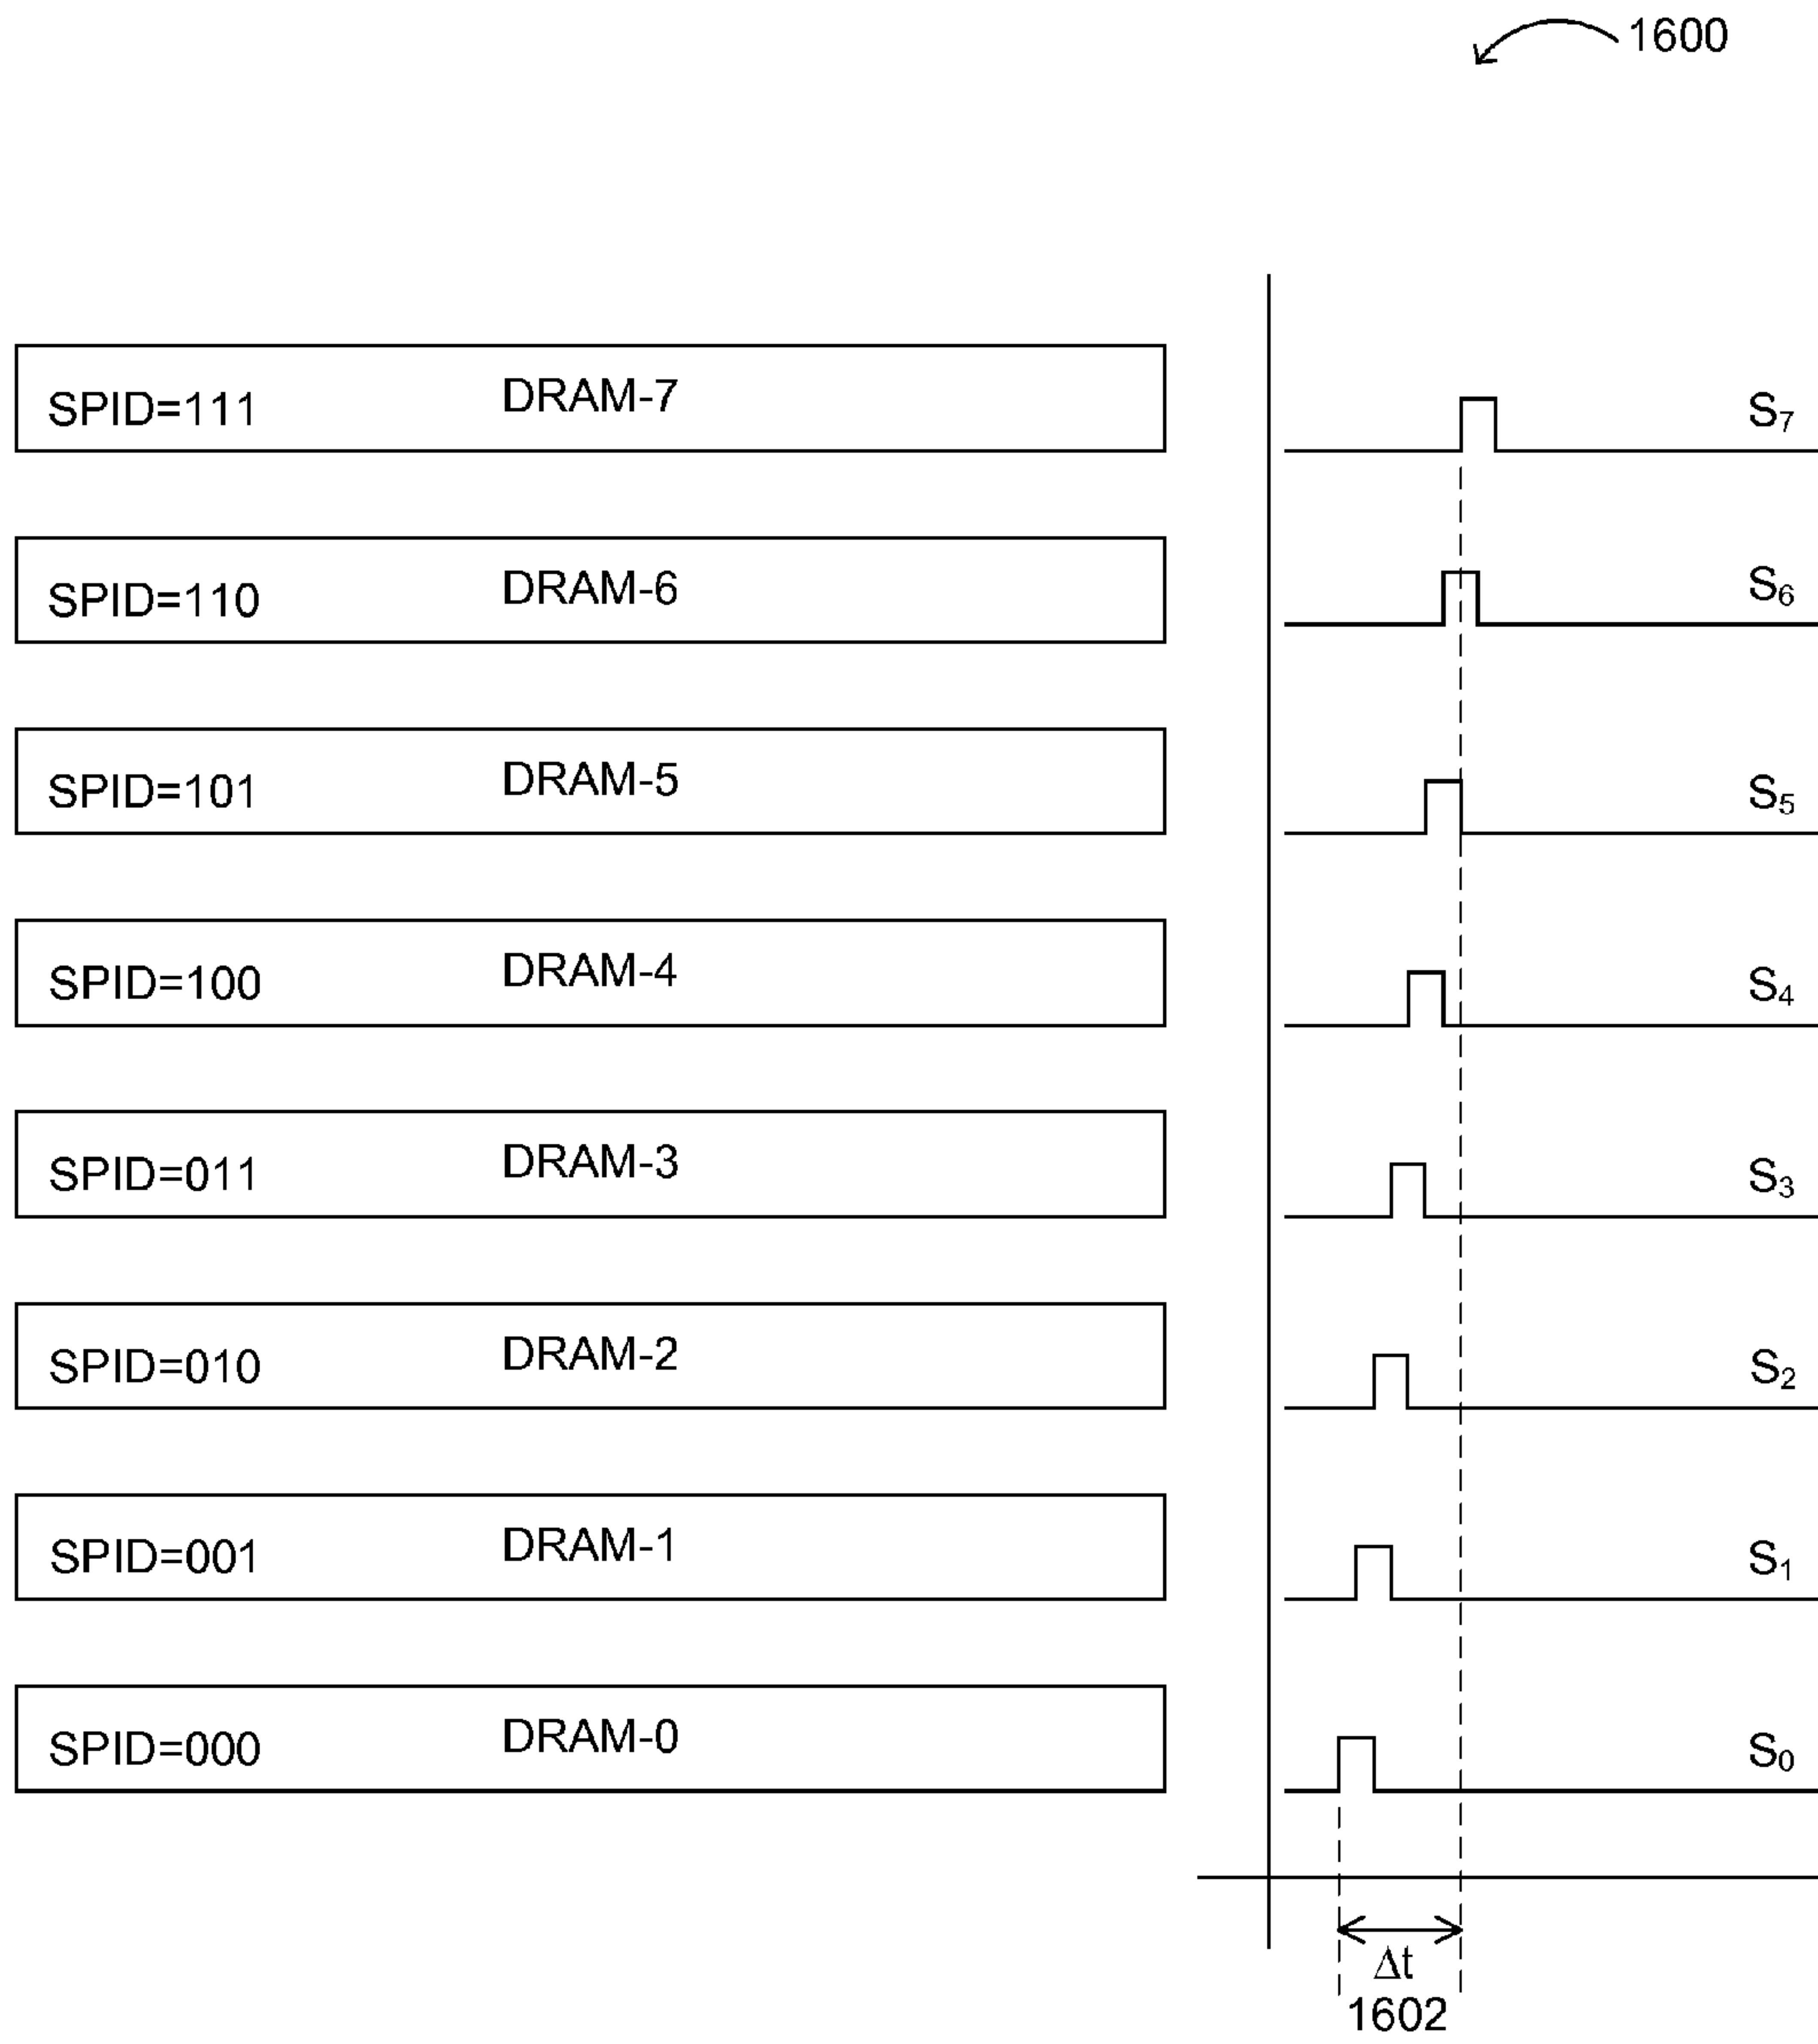 1600
SPID=111 DRAM-7 S₇
SPID=110 DRAM-6 S₆
SPID=101 DRAM-5 S₅
SPID=100 DRAM-4 S₄
SPID=011 DRAM-3 S₃
SPID=010 DRAM-2 S₂
SPID=001 DRAM-1 S₁
SPID=000 DRAM-0 S₀
Δt
1602